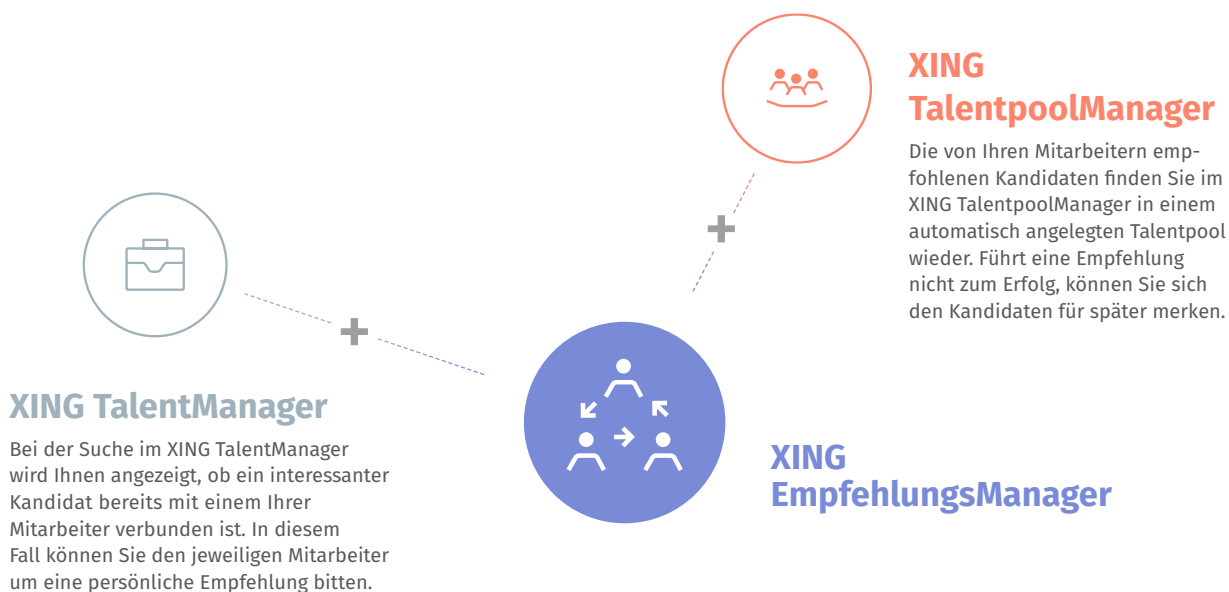 XING
TalentpoolManager
Die von Ihren Mitarbeitern emp-
fohlenen Kandidaten finden Sie im
XING TalentpoolManager in einem
automatisch angelegten Talentpool
wieder. Führt eine Empfehlung
nicht zum Erfolg, können Sie sich
den Kandidaten für später merken.
XING TalentManager
Bei der Suche im XING TalentManager
wird Ihnen angezeigt, ob ein interessanter
Kandidat bereits mit einem Ihrer
Mitarbeiter verbunden ist. In diesem
Fall können Sie den jeweiligen Mitarbeiter
um eine persönliche Empfehlung bitten.
XING
EmpfehlungsManager